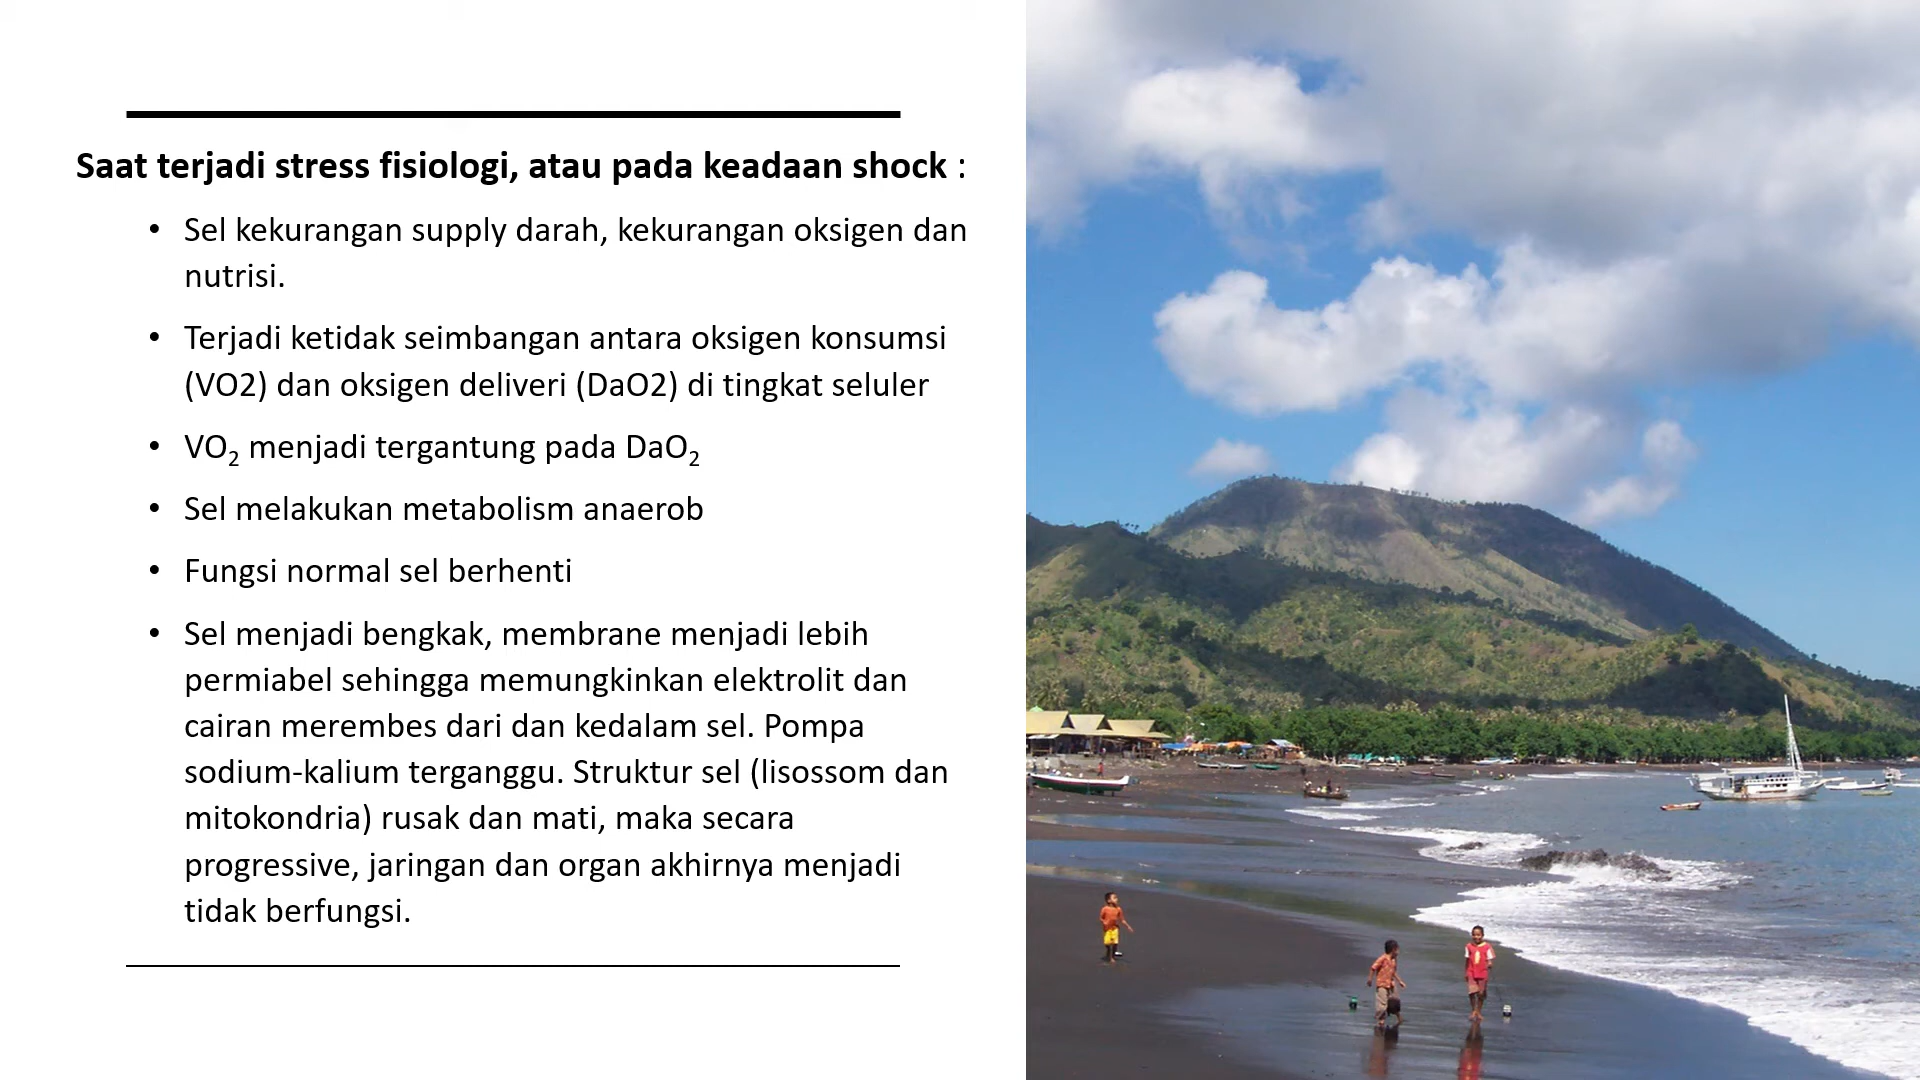 Saat terjadi stress fisiologi, atau pada keadaan shock :
• Sel kekurangan supply darah, kekurangan oksigen dan
nutrisi.
• Terjadi ketidak seimbangan antara oksigen konsumsi
(VO2) dan oksigen deliveri (DaO2) di tingkat seluler
• VO₂ menjadi tergantung pada DaO₂
• Sel melakukan metabolism anaerob
• Fungsi normal sel berhenti
• Sel menjadi bengkak, membrane menjadi lebih
permiabel sehingga memungkinkan elektrolit dan
cairan merembes dari dan kedalam sel. Pompa
sodium-kalium terganggu. Struktur sel (lisossom dan
mitokondria) rusak dan mati, maka secara
progressive, jaringan dan organ akhirnya menjadi
tidak berfungsi.